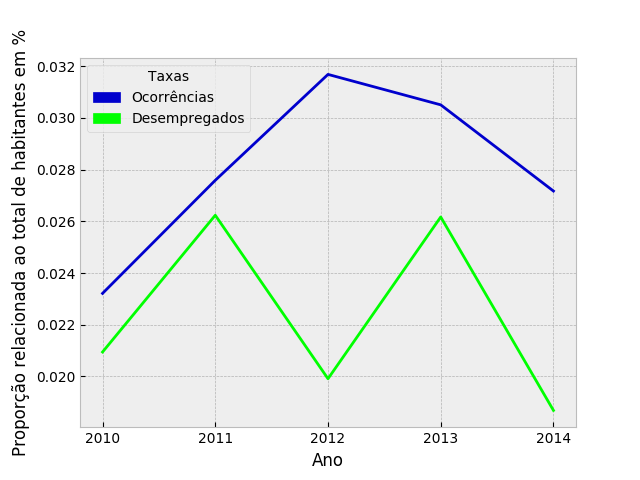 Proporção relacionada ao total de habitantes em %
0.032
0.030
0.028
0.026
0.024
0.022
0.020
Taxas
Ocorrências
Desempregados
2010 2011 2012 2013 2014
Ano